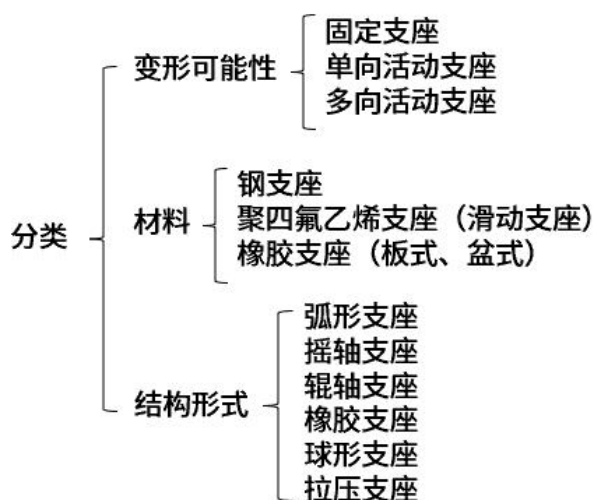 分类
变形可能性
固定支座
单向活动支座
多向活动支座
材料
钢支座
聚四氟乙烯支座（滑动支座）
橡胶支座（板式、盆式）
结构形式
弧形支座
摇轴支座
辊轴支座
橡胶支座
球形支座
拉压支座